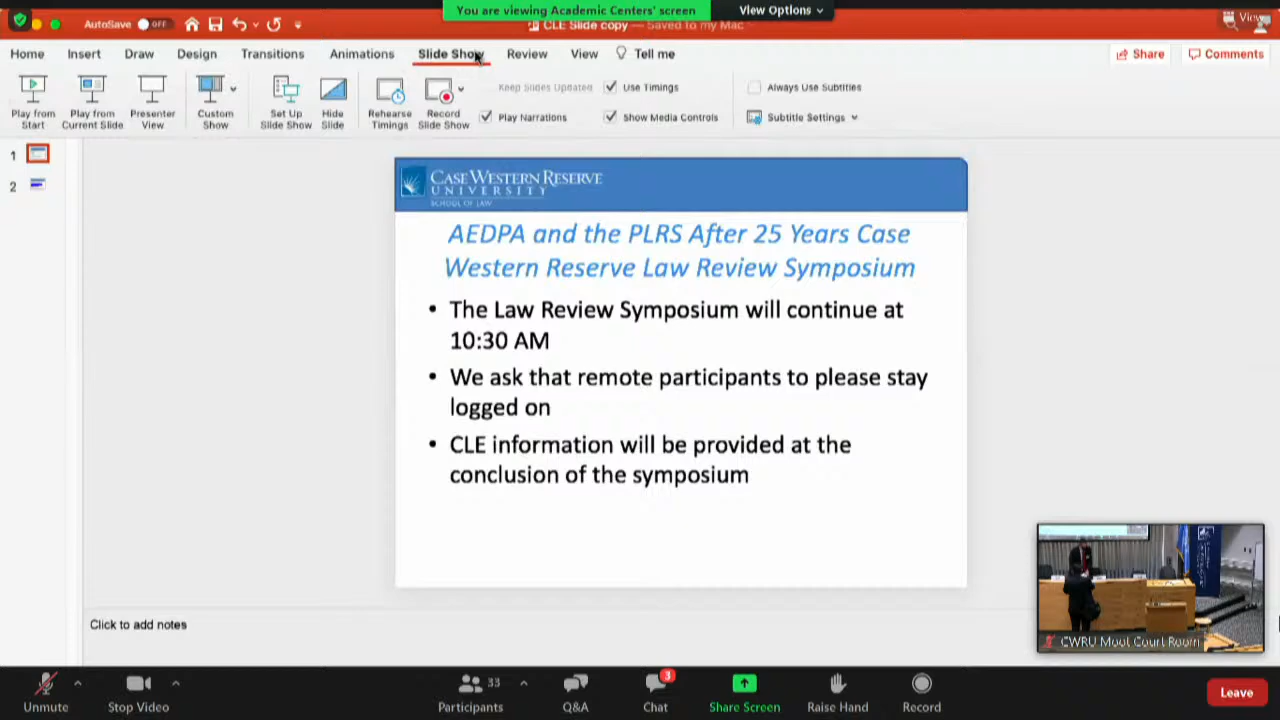 You are viewing Academic Centers' screen
View Options
AutoSave OFF
CLE Slide copy — Saved to my Mac
View
Home Insert Draw Design Transitions Animations Slide Show Review View Tell me Share Comments
Play from Start
Play from Current Slide
Presenter View
Custom Show
Set Up Slide Show
Hide Slide
Rehearse Timings
Record Slide Show
Keep Slides Updated
Play Narrations
Use Timings
Show Media Controls
Always Use Subtitles
Subtitle Settings
1
2
CASE WESTERN RESERVE
UNIVERSITY
SCHOOL OF LAW
AEDPA and the PLRS After 25 Years Case
Western Reserve Law Review Symposium
• The Law Review Symposium will continue at
10:30 AM
• We ask that remote participants to please stay
logged on
• CLE information will be provided at the
conclusion of the symposium
Click to add notes
CWRU Moot Court Room
33
3
Unmute Stop Video Participants Q&A Chat Share Screen Raise Hand Record Leave